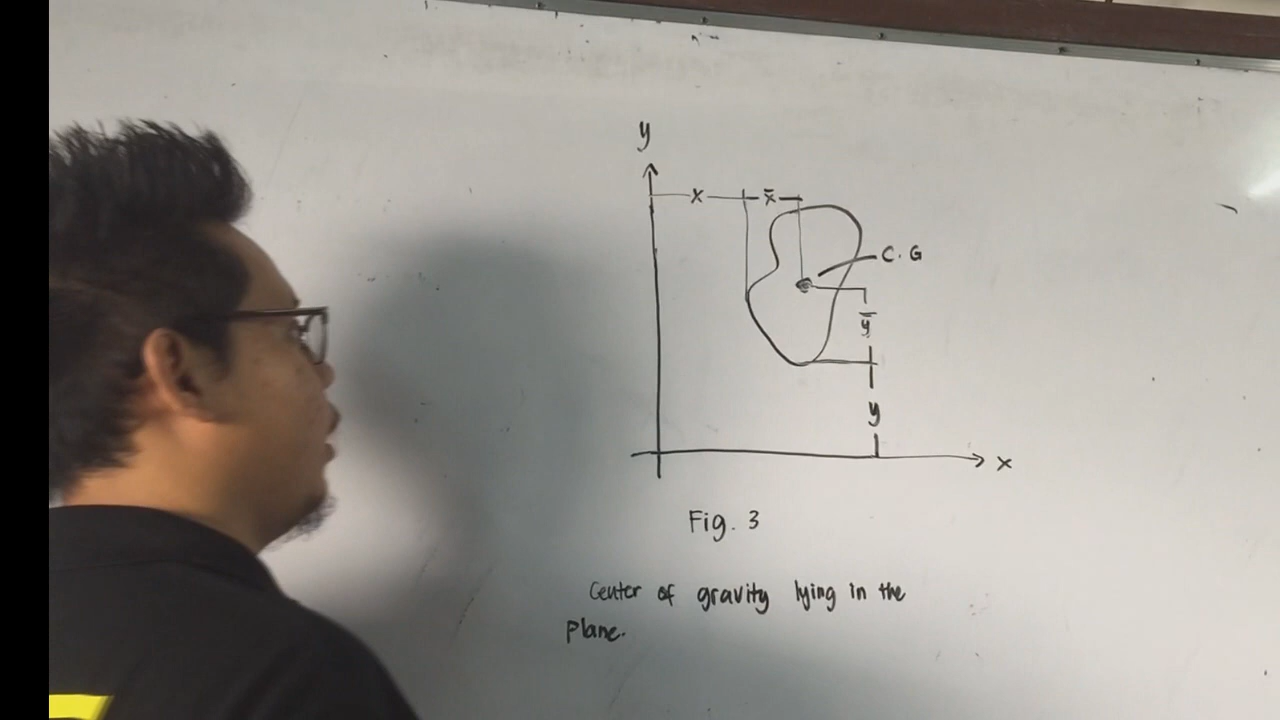 y
x x̄
C.G
ȳ
y
x
Fig. 3
Center of gravity lying in the
plane.